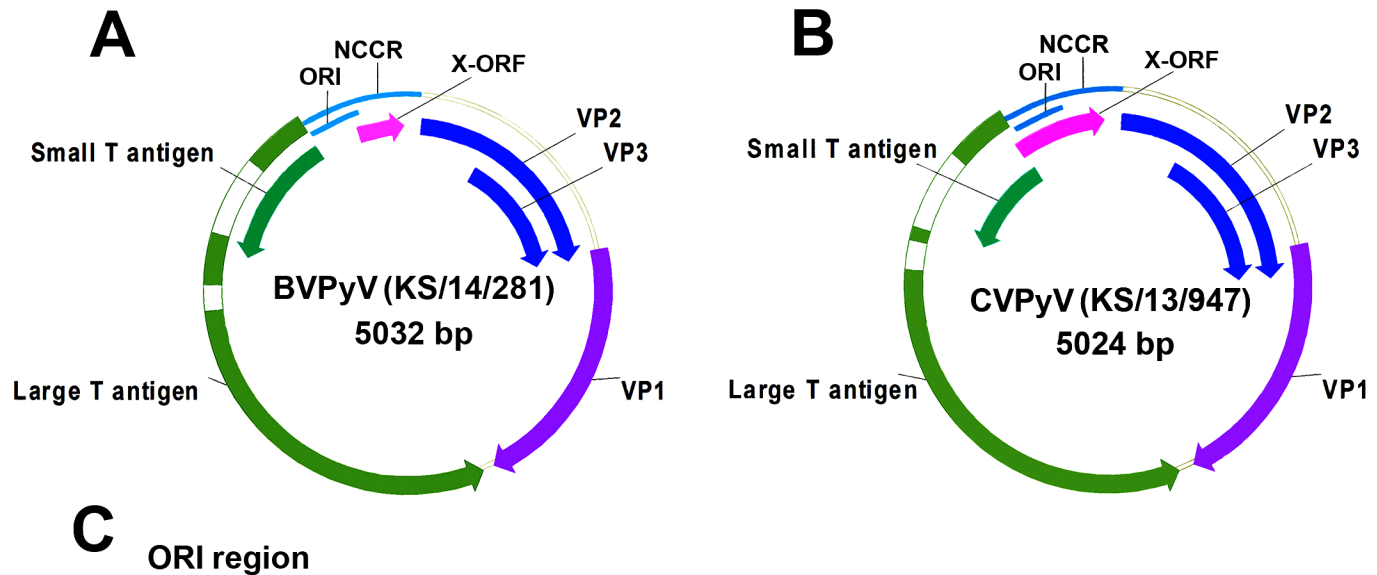 A
NCCR
ORI
X-ORF
VP2
VP3
Small T antigen
BVPyV (KS/14/281)
5032 bp
Large T antigen
VP1
B
NCCR
ORI
X-ORF
VP2
VP3
Small T antigen
CVPyV (KS/13/947)
5024 bp
Large T antigen
VP1
C
ORI region